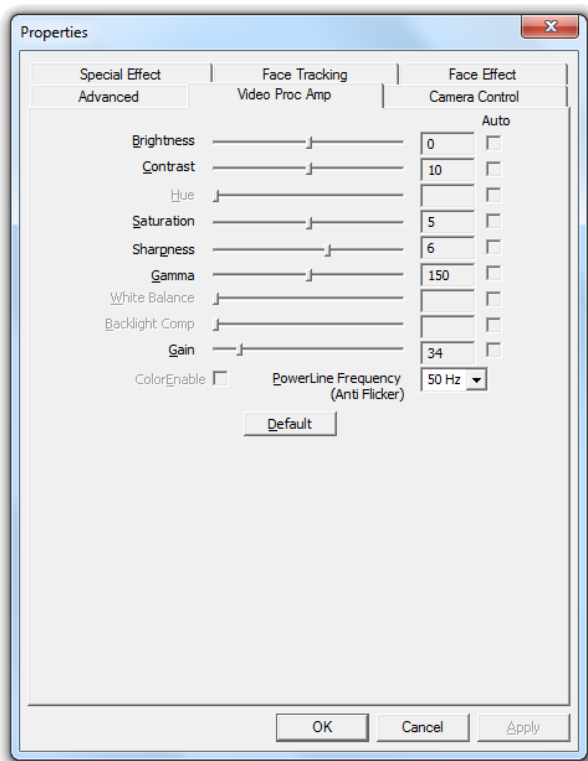 Properties
Special Effect Face Tracking Face Effect
Advanced Video Proc Amp Camera Control
Auto
Brightness 0
Contrast 10
Hue
Saturation 5
Sharpness 6
Gamma 150
White Balance
Backlight Comp
Gain 34
ColorEnable PowerLine Frequency 50 Hz
(Anti Flicker)
Default
OK Cancel Apply